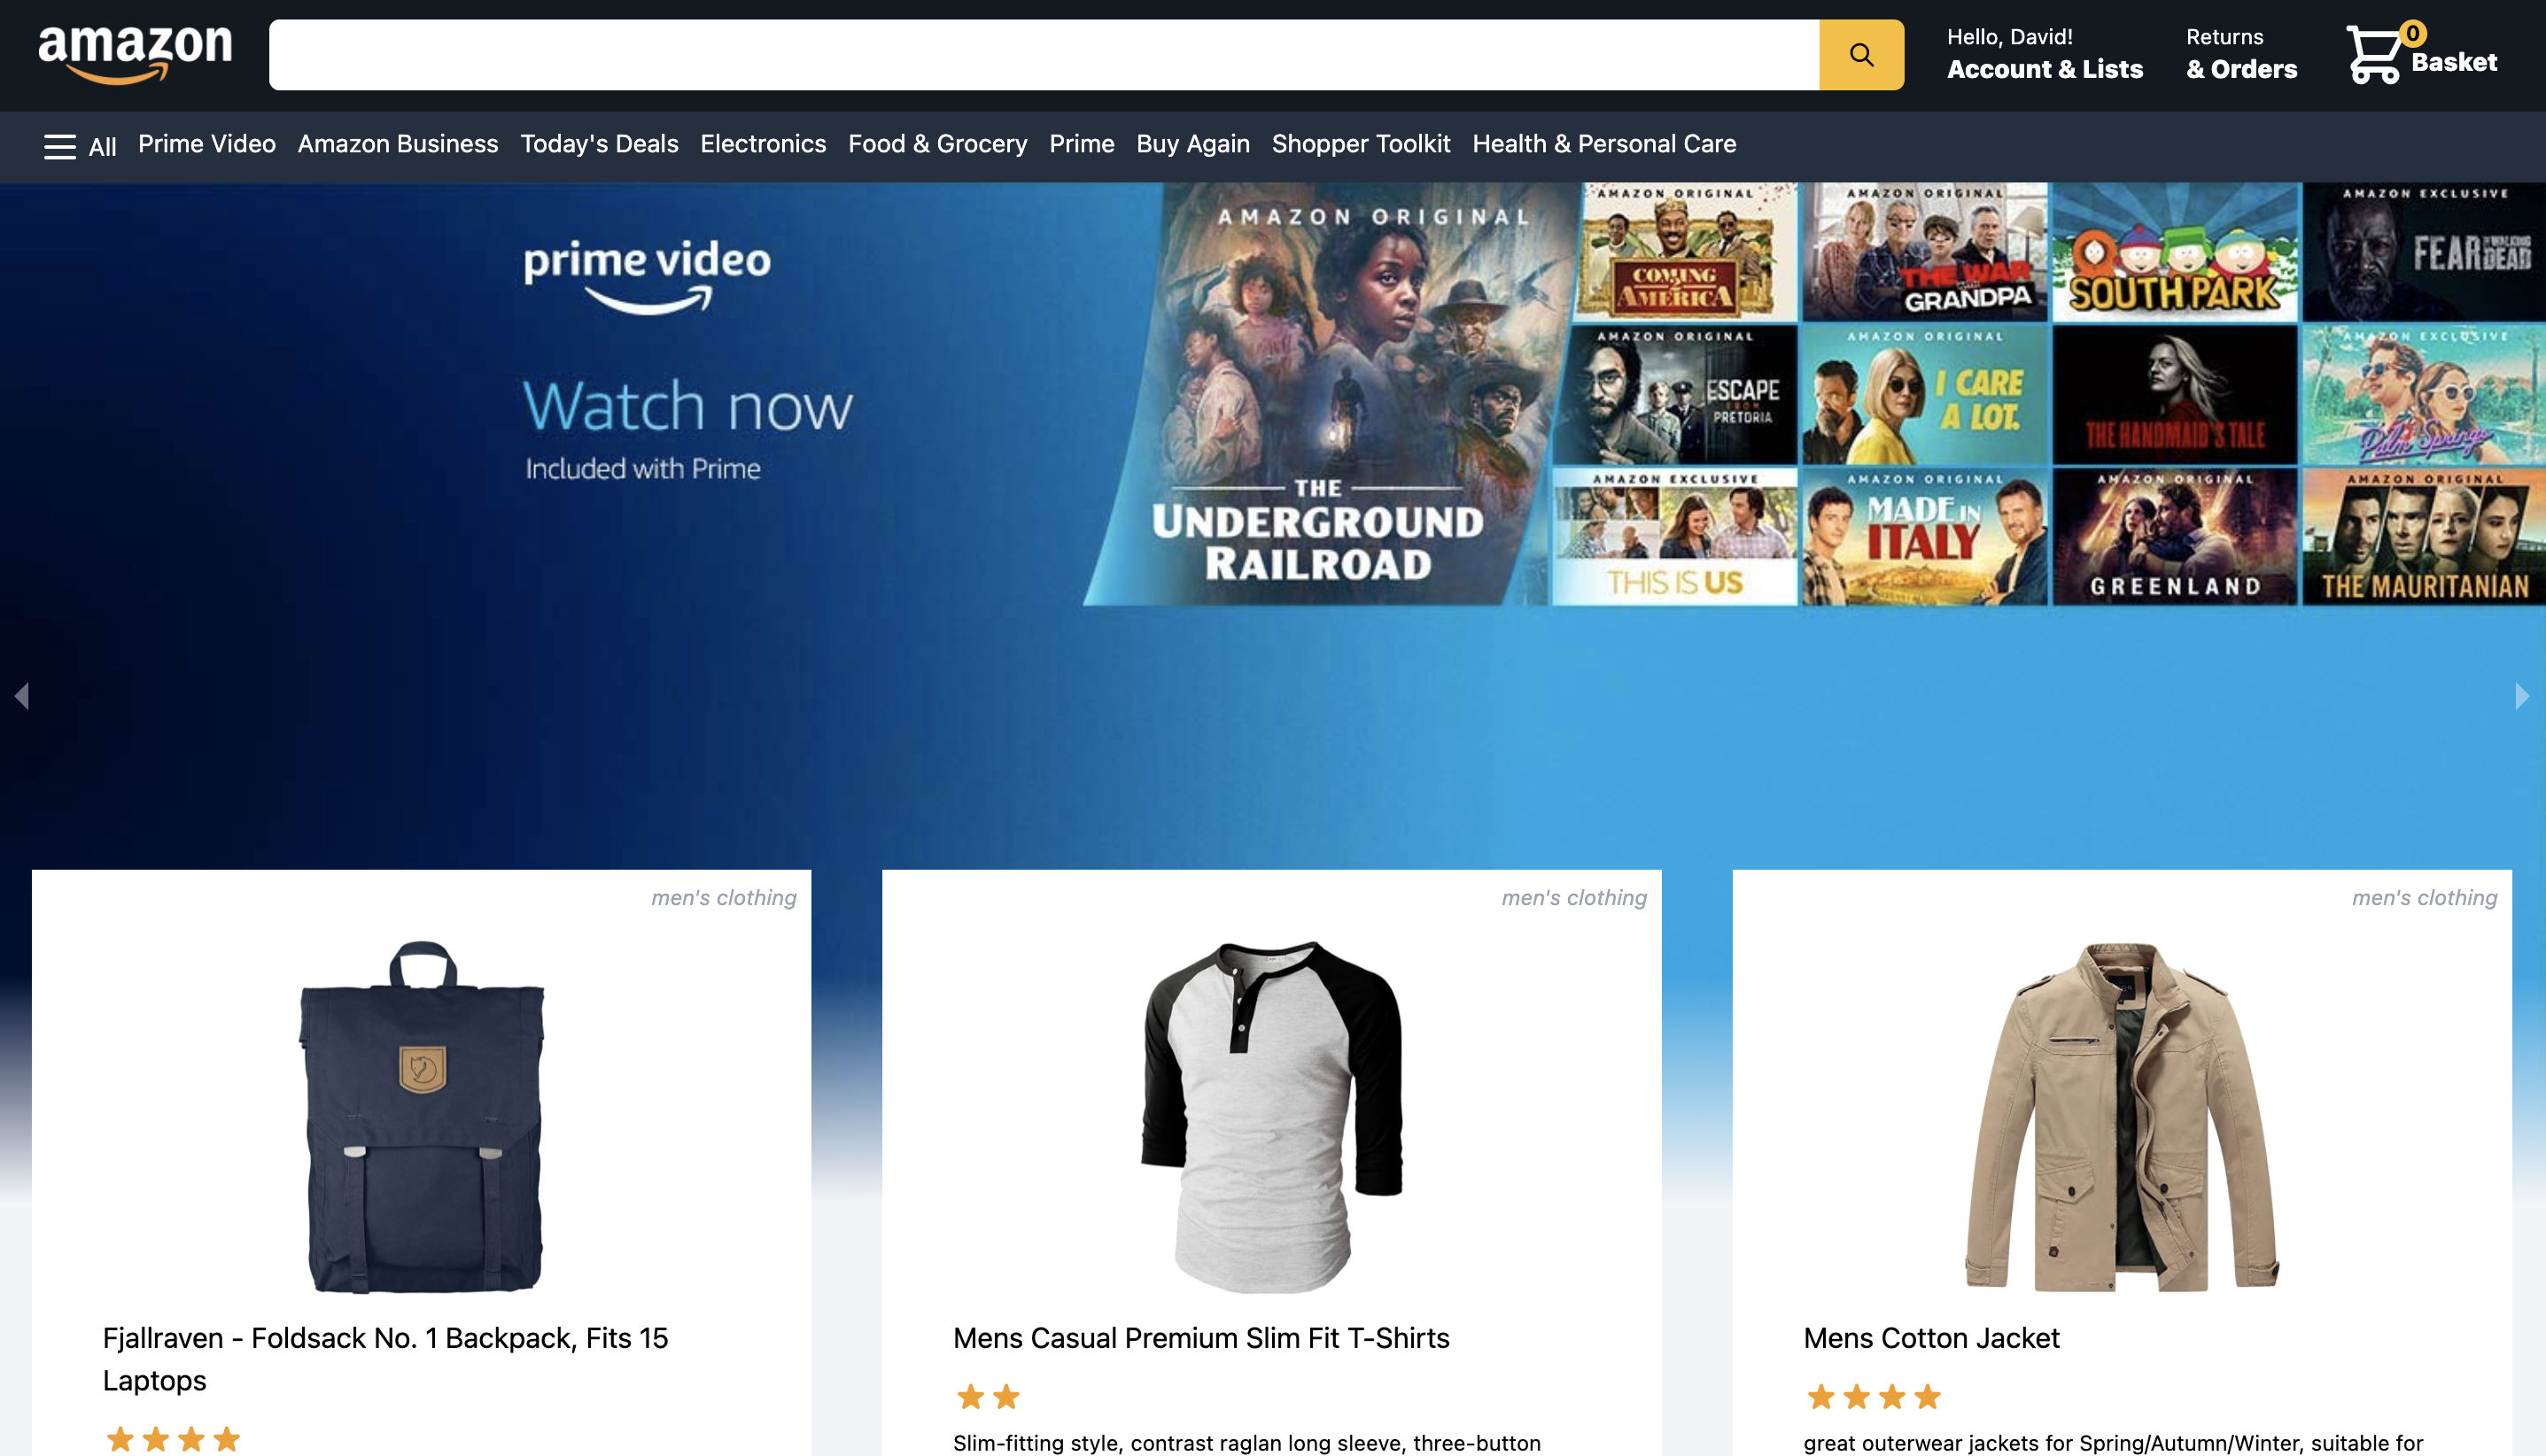 amazon
Hello, David!
Account & Lists
Returns
& Orders
0
Basket
All
Prime Video
Amazon Business
Today's Deals
Electronics
Food & Grocery
Prime
Buy Again
Shopper Toolkit
Health & Personal Care
prime video
Watch now
Included with Prime
AMAZON ORIGINAL
THE
UNDERGROUND
RAILROAD
AMAZON ORIGINAL
COMING
2
AMERICA
AMAZON ORIGINAL
THE WAR
WITH
GRANDPA
SOUTH PARK
AMAZON EXCLUSIVE
FEAR THE WALKING DEAD
AMAZON ORIGINAL
ESCAPE
FROM
PRETORIA
AMAZON ORIGINAL
I CARE
A LOT.
THE HANDMAID'S TALE
AMAZON EXCLUSIVE
Palm Springs
AMAZON EXCLUSIVE
THIS IS US
AMAZON ORIGINAL
MADE IN
ITALY
AMAZON ORIGINAL
GREENLAND
AMAZON ORIGINAL
THE MAURITANIAN
men's clothing
Fjallraven - Foldsack No. 1 Backpack, Fits 15
Laptops
men's clothing
Mens Casual Premium Slim Fit T-Shirts
Slim-fitting style, contrast raglan long sleeve, three-button
men's clothing
Mens Cotton Jacket
great outerwear jackets for Spring/Autumn/Winter, suitable for